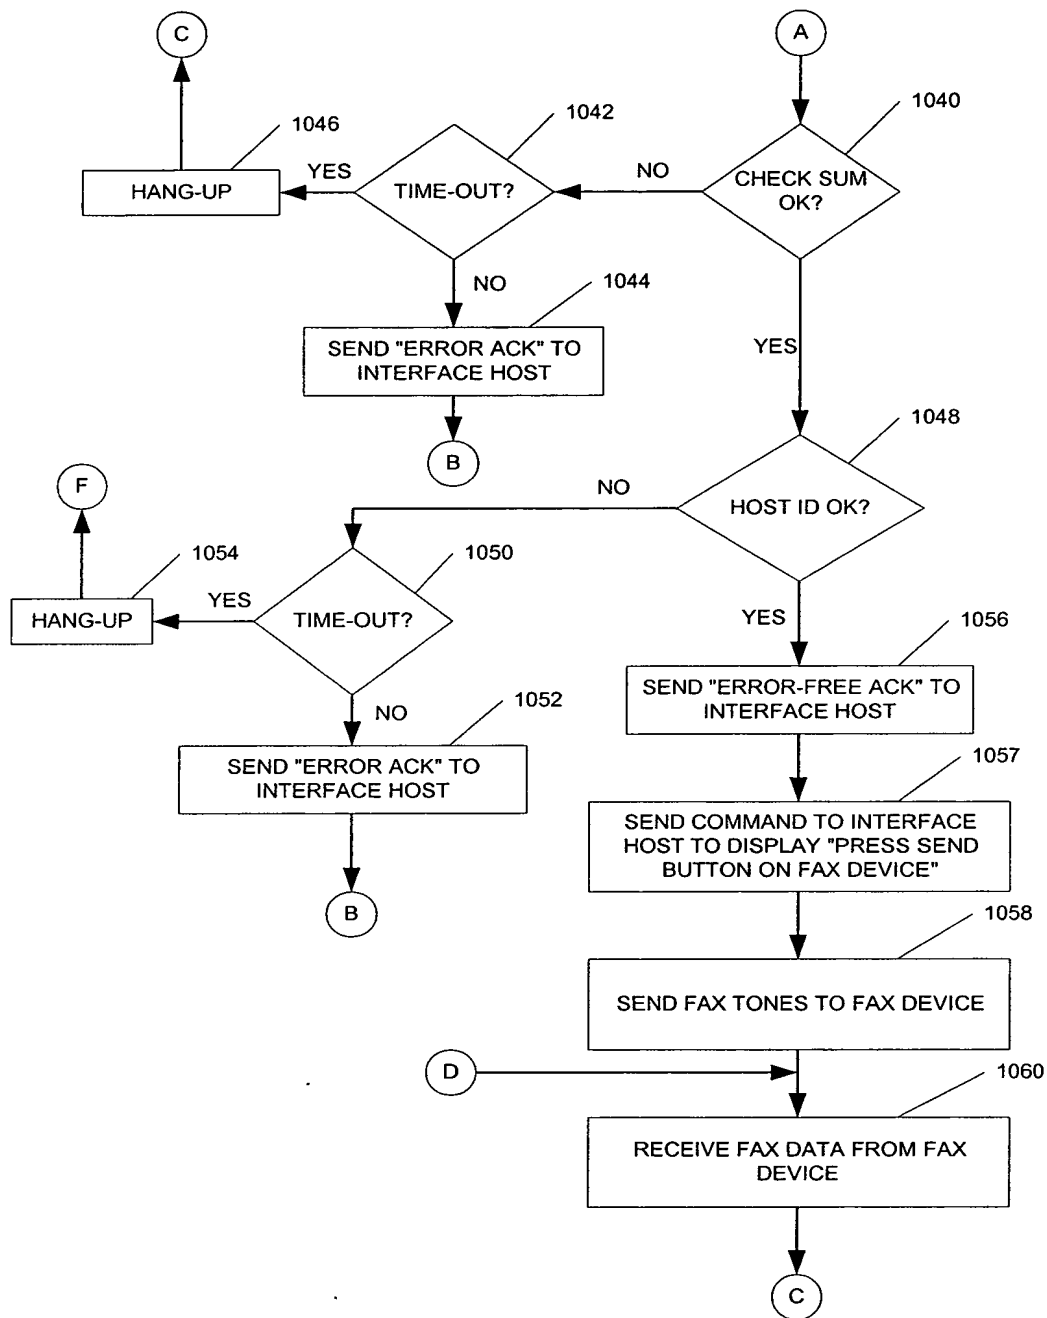 C
A
1046
1042
1040
HANG-UP
YES
TIME-OUT?
NO
CHECK SUM
OK?
NO
1044
SEND "ERROR ACK" TO
INTERFACE HOST
YES
B
1048
F
NO
HOST ID OK?
1054
1050
HANG-UP
YES
TIME-OUT?
YES
1056
NO
1052
SEND "ERROR-FREE ACK" TO
INTERFACE HOST
SEND "ERROR ACK" TO
INTERFACE HOST
1057
SEND COMMAND TO INTERFACE
HOST TO DISPLAY "PRESS SEND
BUTTON ON FAX DEVICE"
B
1058
SEND FAX TONES TO FAX DEVICE
D
1060
RECEIVE FAX DATA FROM FAX
DEVICE
C